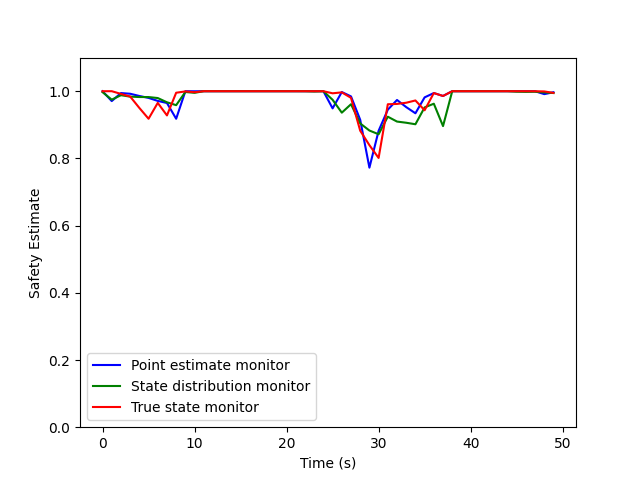 Safety Estimate
1.0
0.8
0.6
0.4
0.2
0.0
Point estimate monitor
State distribution monitor
True state monitor
0
10
20
30
40
50
Time (s)